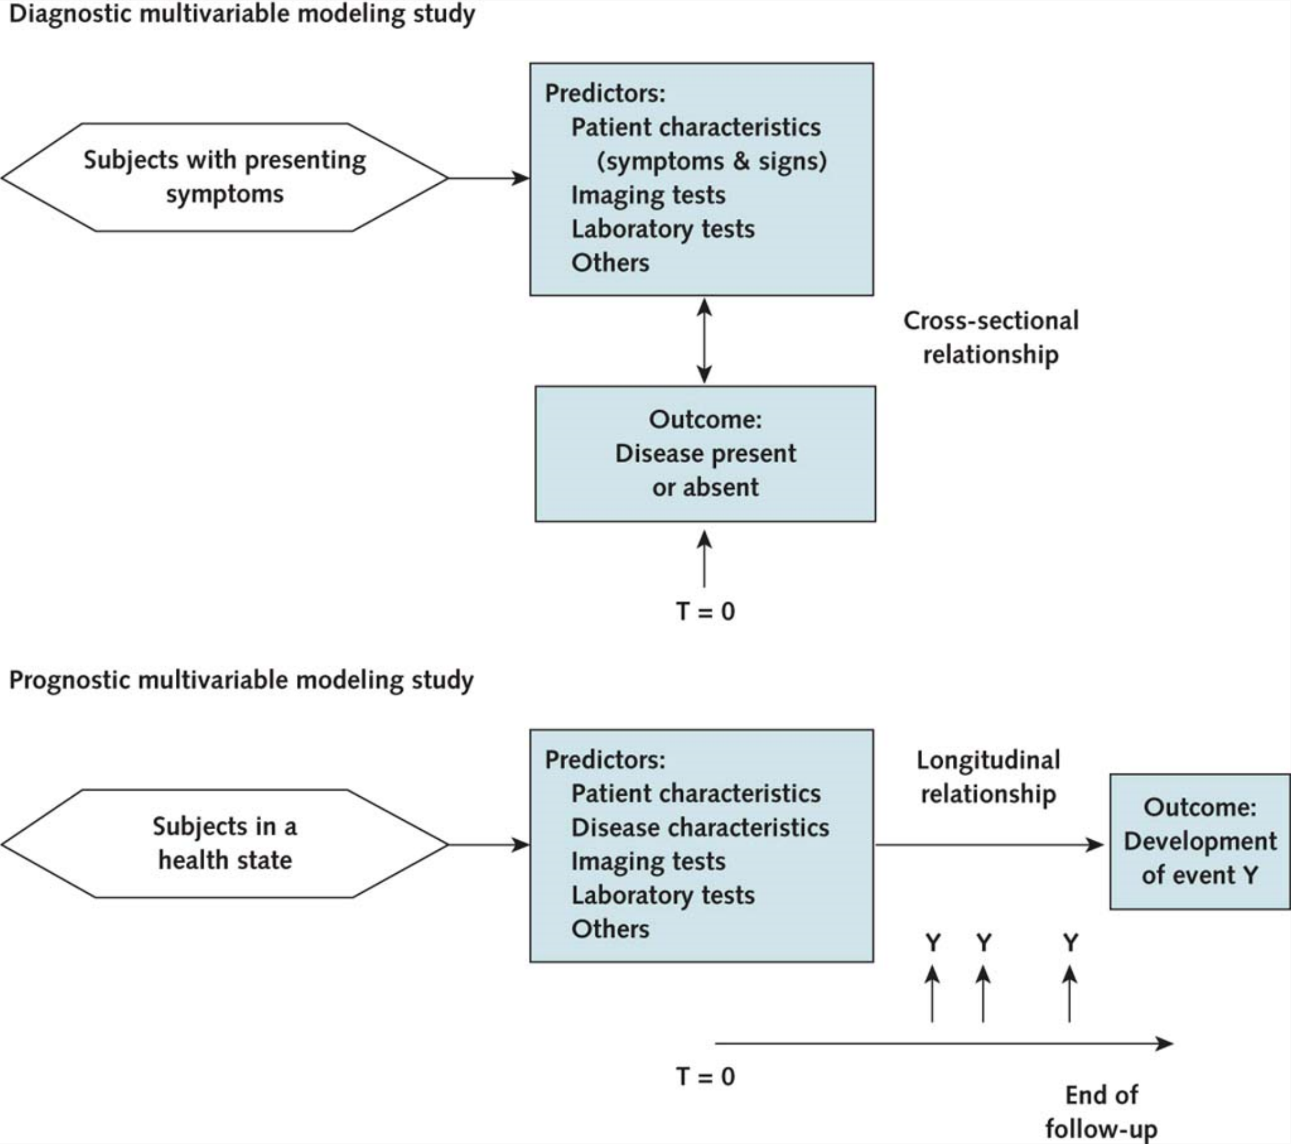 Diagnostic multivariable modeling study
Subjects with presenting
symptoms
Predictors:
Patient characteristics
(symptoms & signs)
Imaging tests
Laboratory tests
Others
Cross-sectional
relationship
Outcome:
Disease present
or absent
T = 0
Prognostic multivariable modeling study
Subjects in a
health state
Predictors:
Patient characteristics
Disease characteristics
Imaging tests
Laboratory tests
Others
Longitudinal
relationship
Outcome:
Development
of event Y
Y Y Y
T = 0
End of
follow-up